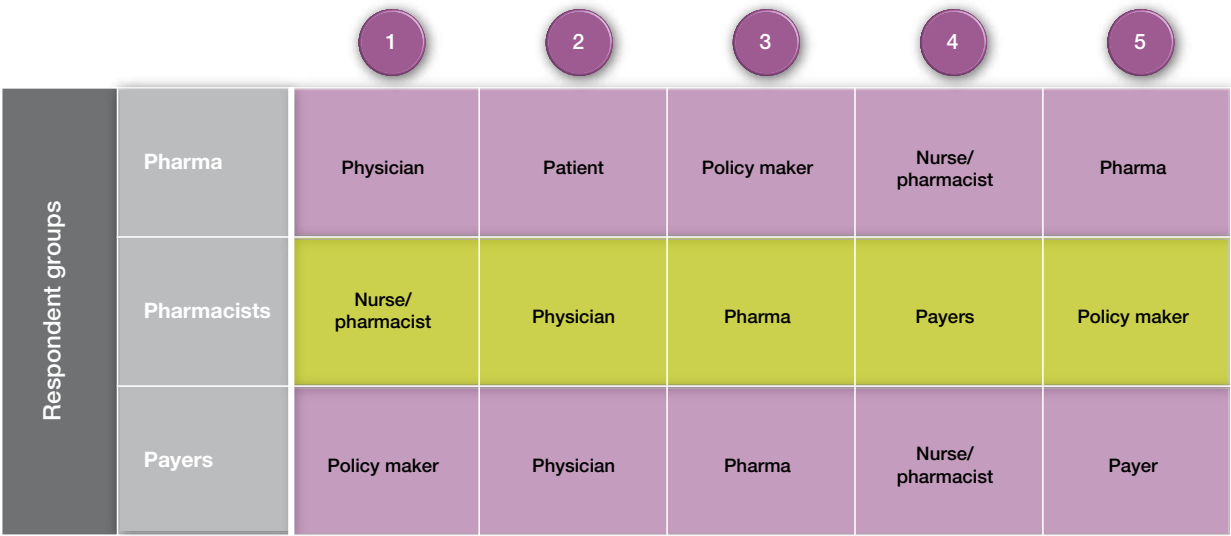 1
2
3
4
5
Respondent groups
Pharma
Physician
Patient
Policy maker
Nurse/
pharmacist
Pharma
Pharmacists
Nurse/
pharmacist
Physician
Pharma
Payers
Policy maker
Payers
Policy maker
Physician
Pharma
Nurse/
pharmacist
Payer